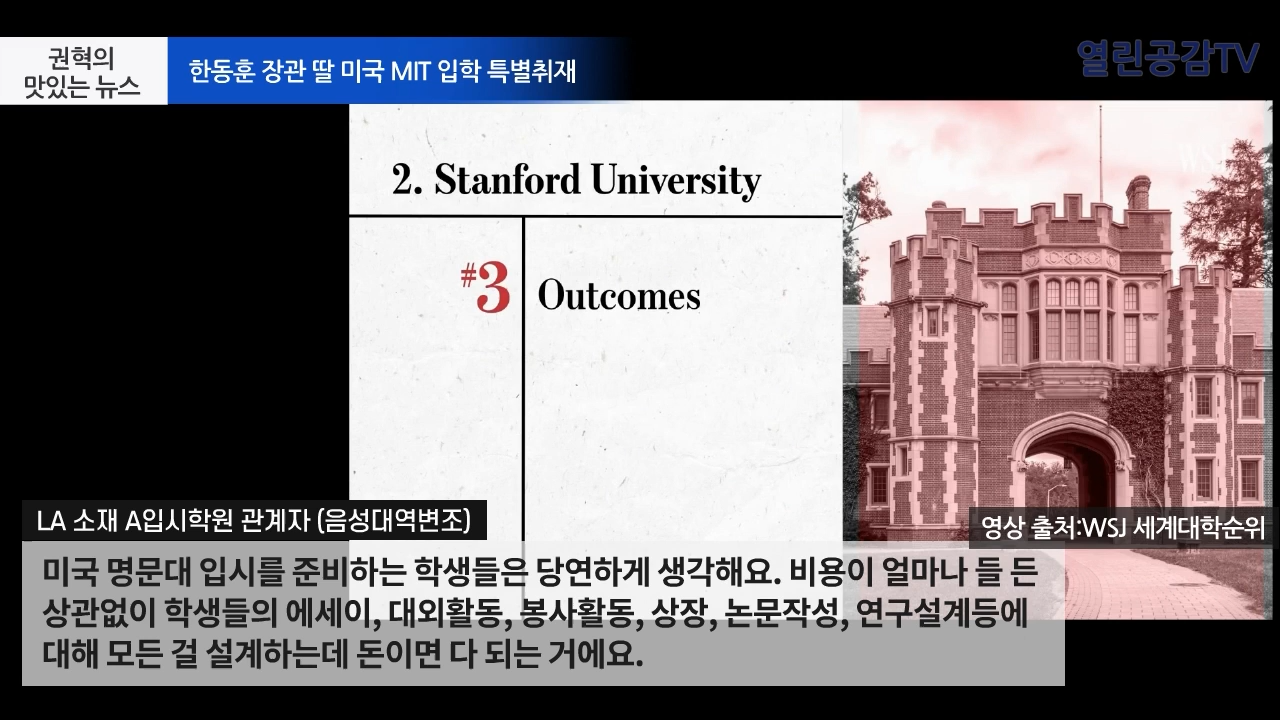 권혁의
맛있는 뉴스
한동훈 장관 딸 미국 MIT 입학 특별취재
열린공감TV
2. Stanford University
#3 Outcomes
WSJ
LA 소재 A입시학원 관계자 (음성대역변조)
영상 출처:WSJ 세계대학순위
미국 명문대 입시를 준비하는 학생들은 당연하게 생각해요. 비용이 얼마나 들 든
상관없이 학생들의 에세이, 대외활동, 봉사활동, 상장, 논문작성, 연구설계등에
대해 모든 걸 설계하는데 돈이면 다 되는 거에요.